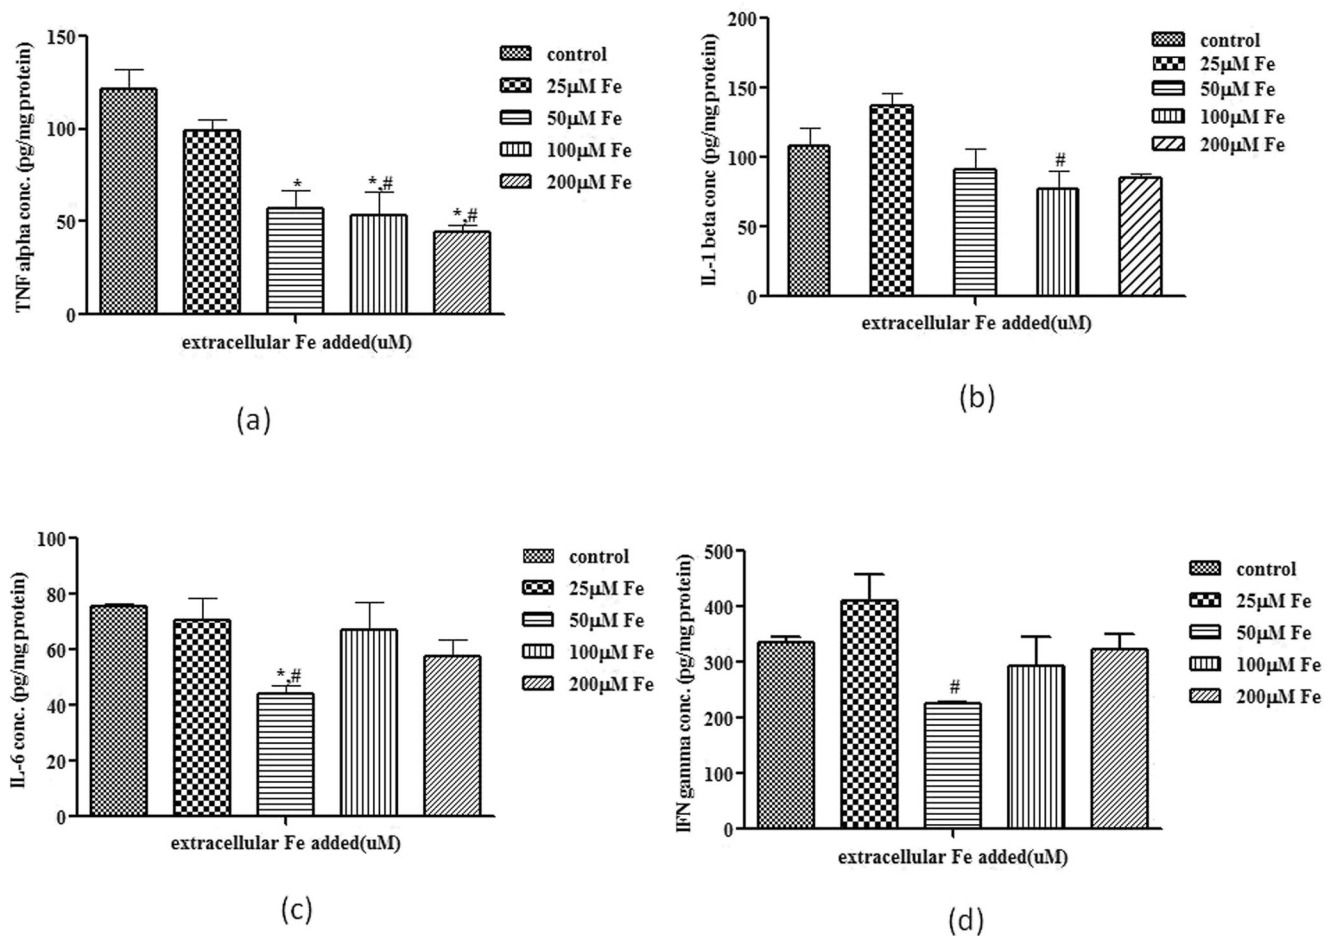 TNF alpha conc. (pg/mg protein)
150
100
50
0
*
*,#
*,#
extracellular Fe added(uM)
control
25μM Fe
50μM Fe
100μM Fe
200μM Fe
(a)
IL-1 beta conc (pg/mg protein)
200
150
100
50
0
#
extracellular Fe added(uM)
control
25μM Fe
50μM Fe
100μM Fe
200μM Fe
(b)
IL-6 conc. (pg/mg protein)
100
80
60
40
20
0
*,#
extracellular Fe added(uM)
control
25μM Fe
50μM Fe
100μM Fe
200μM Fe
(c)
IFN gamma conc. (pg/mg protein)
500
400
300
200
100
0
#
extracellular Fe added(uM)
control
25μM Fe
50μM Fe
100μM Fe
200μM Fe
(d)